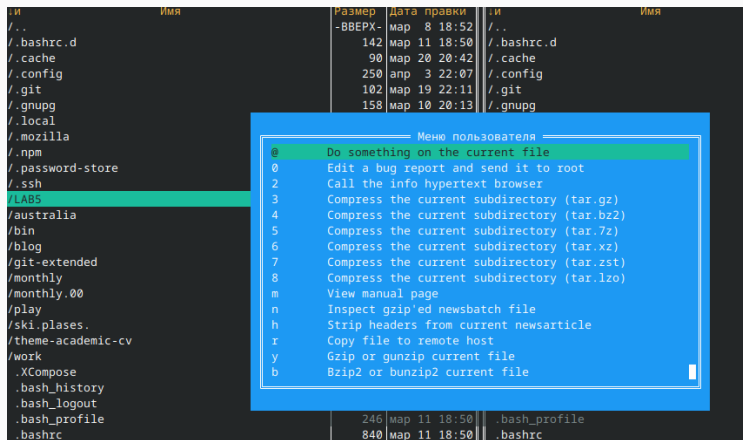 ↓и Имя Размер Дата правки ↓и Имя
/.. -ВВЕРХ- мар 8 18:52 /..
/.bashrc.d 142 мар 11 18:50 /.bashrc.d
/.cache 90 мар 20 20:42 /.cache
/.config 250 апр 3 22:07 /.config
/.git 102 мар 19 22:11 /.git
/.gnupg 158 мар 10 20:13 /.gnupg
/.local
/.mozilla Меню пользователя
/.npm @ Do something on the current file
/.password-store 0 Edit a bug report and send it to root
/.ssh 2 Call the info hypertext browser
/LAB5 3 Compress the current subdirectory (tar.gz)
/australia 4 Compress the current subdirectory (tar.bz2)
/bin 5 Compress the current subdirectory (tar.7z)
/blog 6 Compress the current subdirectory (tar.xz)
/git-extended 7 Compress the current subdirectory (tar.zst)
/monthly 8 Compress the current subdirectory (tar.lzo)
/monthly.00 m View manual page
/play n Inspect gzip'ed newsbatch file
/ski.plases. h Strip headers from current newsarticle
/theme-academic-cv r Copy file to remote host
/work y Gzip or gunzip current file
.XCompose b Bzip2 or bunzip2 current file
.bash_history
.bash_logout
.bash_profile 246 мар 11 18:50 .bash_profile
.bashrc 840 мар 11 18:50 .bashrc